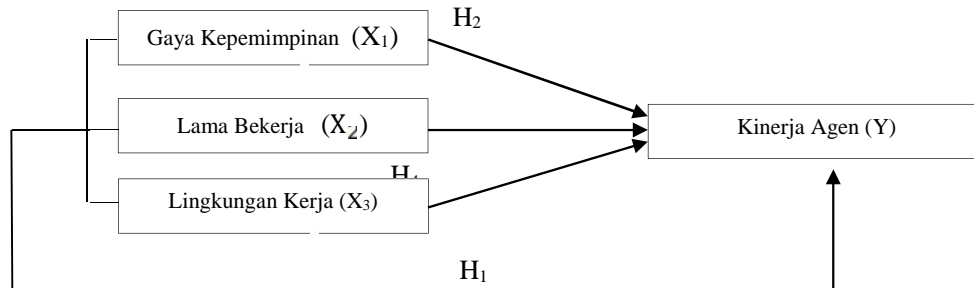 H₂
Gaya Kepemimpinan (X₁)
Lama Bekerja (X₂)
Kinerja Agen (Y)
Lingkungan Kerja (X₃)
H₁